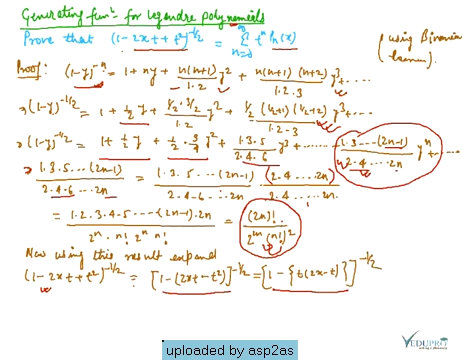 Generating fun^n for legendre polynomials
Prove that (1-2xt+t²)^{-1/2} = Σ_{n=0}^{∞} t^n P_n(x) (using Binomial
Proof: (1-y)^{-n} = 1+ny+ n(n+1)/1.2 y² + n(n+1)(n+2)/1.2.3 y³+....
⇒ (1-y)^{-1/2} = 1+ 1/2 y + 1/2.3/2 / 1.2 y² + 1/2 (1/2+1)(1/2+2) / 1.2.3 y³+....
⇒ (1-y)^{-1/2} = 1+ 1/2 y + 1/2.3/4 y² + 1.3.5/2.4.6 y³ +...... 1.3...(2n-1) / 2.4....2n y^n+....
⇒ 1.3.5...(2n-1) / 2.4.6...2n = 1.3.5...(2n-1) / 2.4.6...2n (2.4...2n) / 2.4....2n
= 1.2.3.4.5---(2n-1).2n / 2^n.n! 2^n n! = (2n)! / 2^{2n} (n!)²
Now using this result expand
(1-2xt+t²)^{-1/2} = [1-(2xt-t²)]^{-1/2} = [1-{t(2x-t)}]^{-1/2}
VEDUPRO
uploaded by asp2as